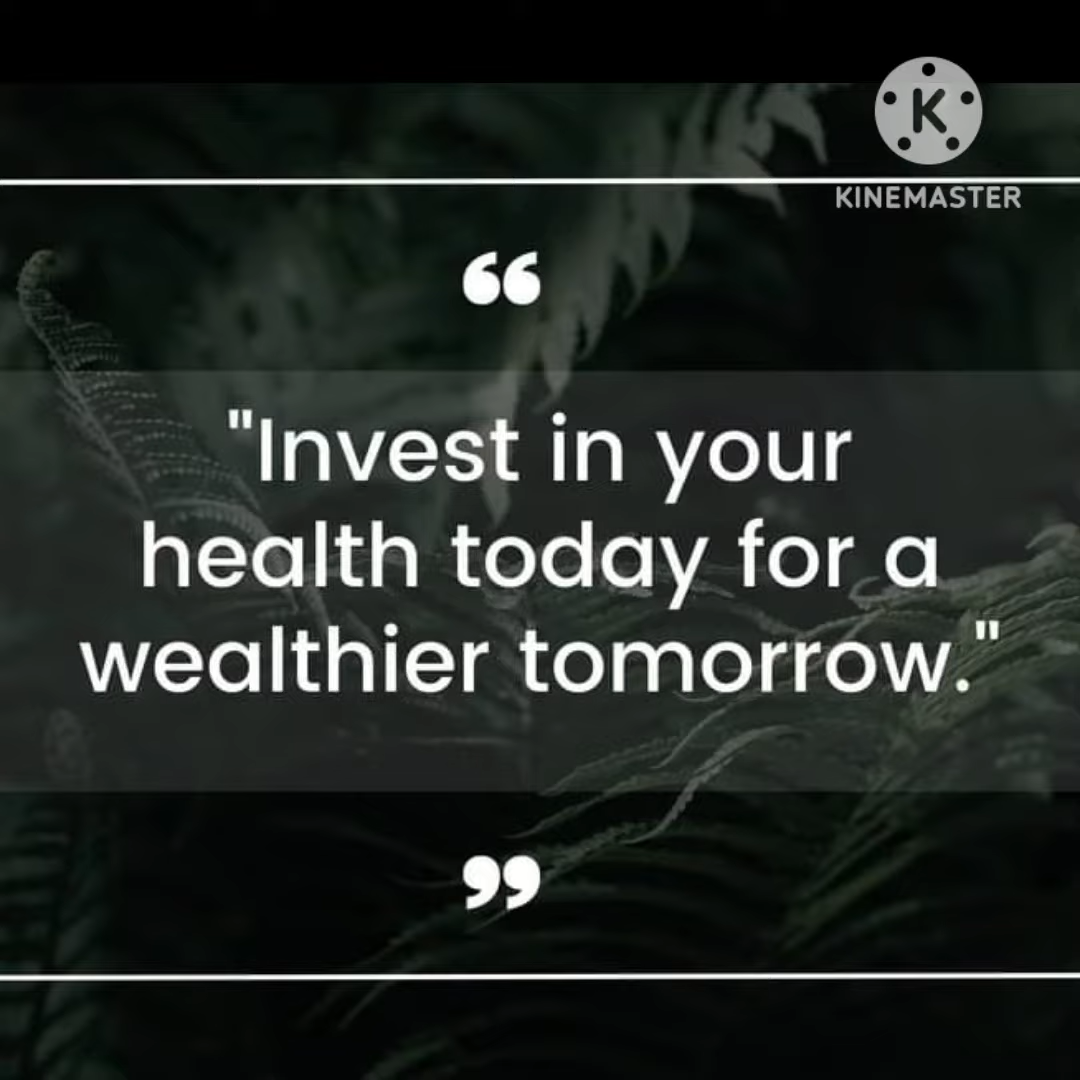 K
KINEMASTER
“
"Invest in your
health today for a
wealthier tomorrow."
”